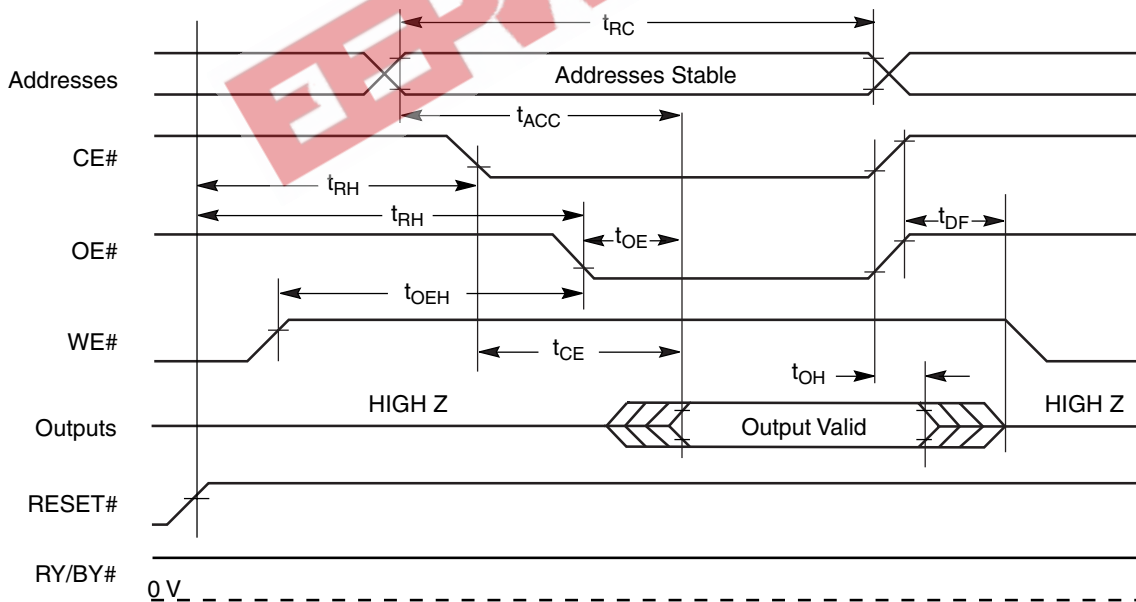 tRC
Addresses
Addresses Stable
tACC
CE#
tRH
tRH
tOE
tDF
OE#
tOEH
WE#
tCE
tOH
HIGH Z
HIGH Z
Outputs
Output Valid
RESET#
RY/BY#
0 V